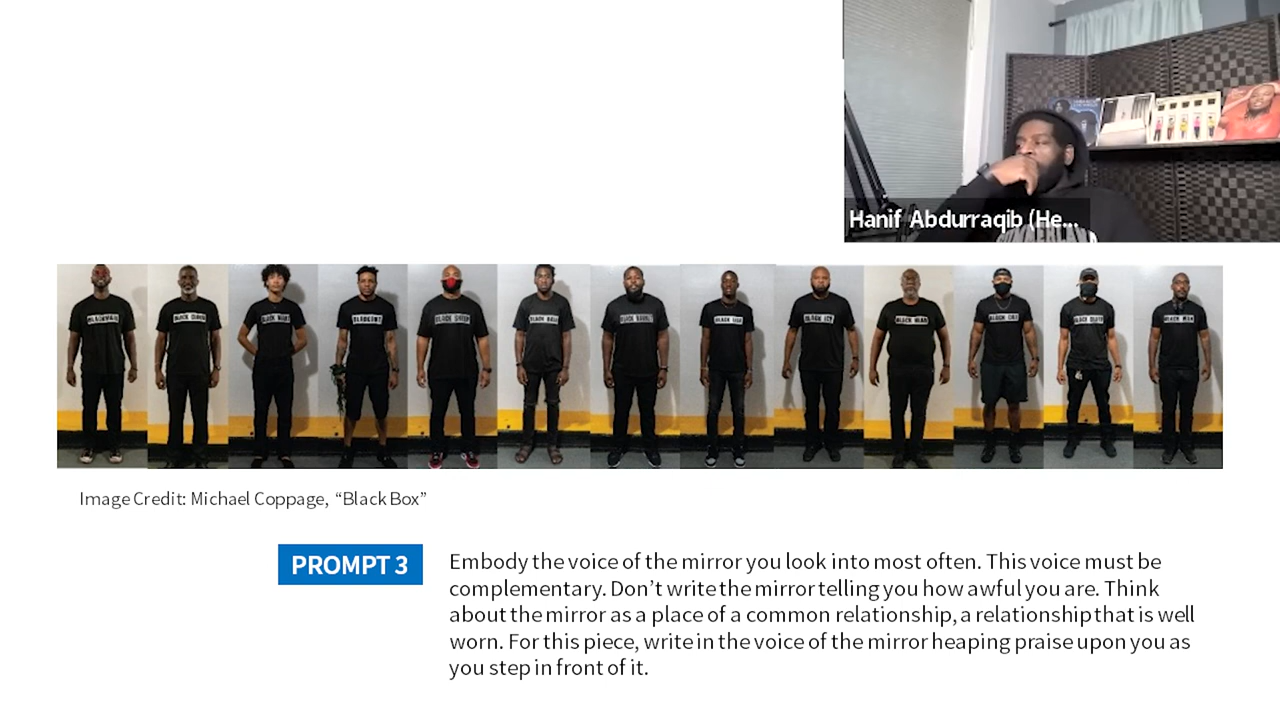 Hanif Abdurraqib (He...
Image Credit: Michael Coppage, “Black Box”
PROMPT 3
Embody the voice of the mirror you look into most often. This voice must be
complementary. Don’t write the mirror telling you how awful you are. Think
about the mirror as a place of a common relationship, a relationship that is well
worn. For this piece, write in the voice of the mirror heaping praise upon you as
you step in front of it.